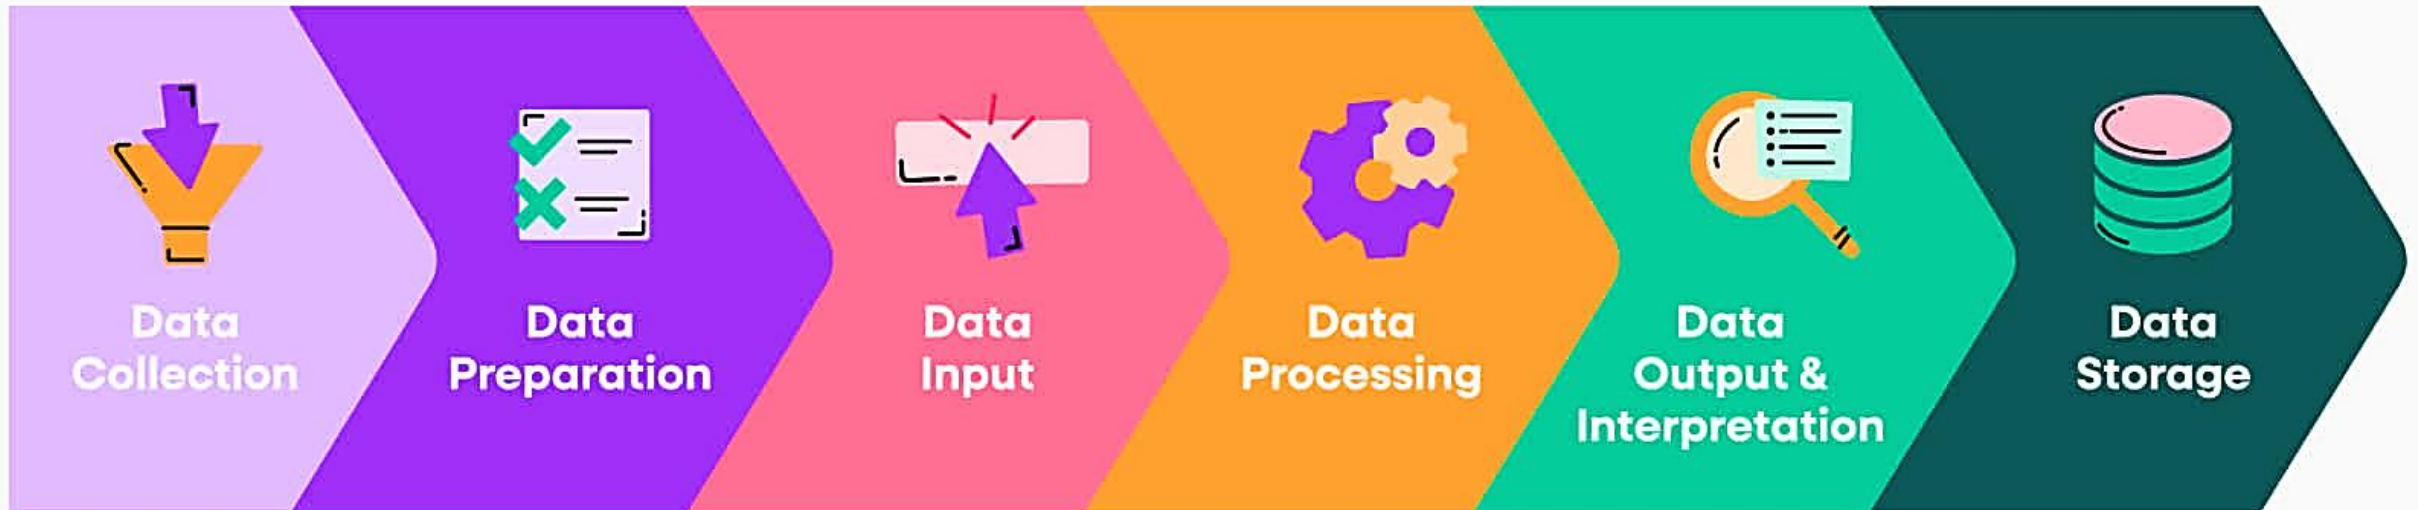 Data
Collection
Data
Preparation
Data
Input
Data
Processing
Data
Output &
Interpretation
Data
Storage